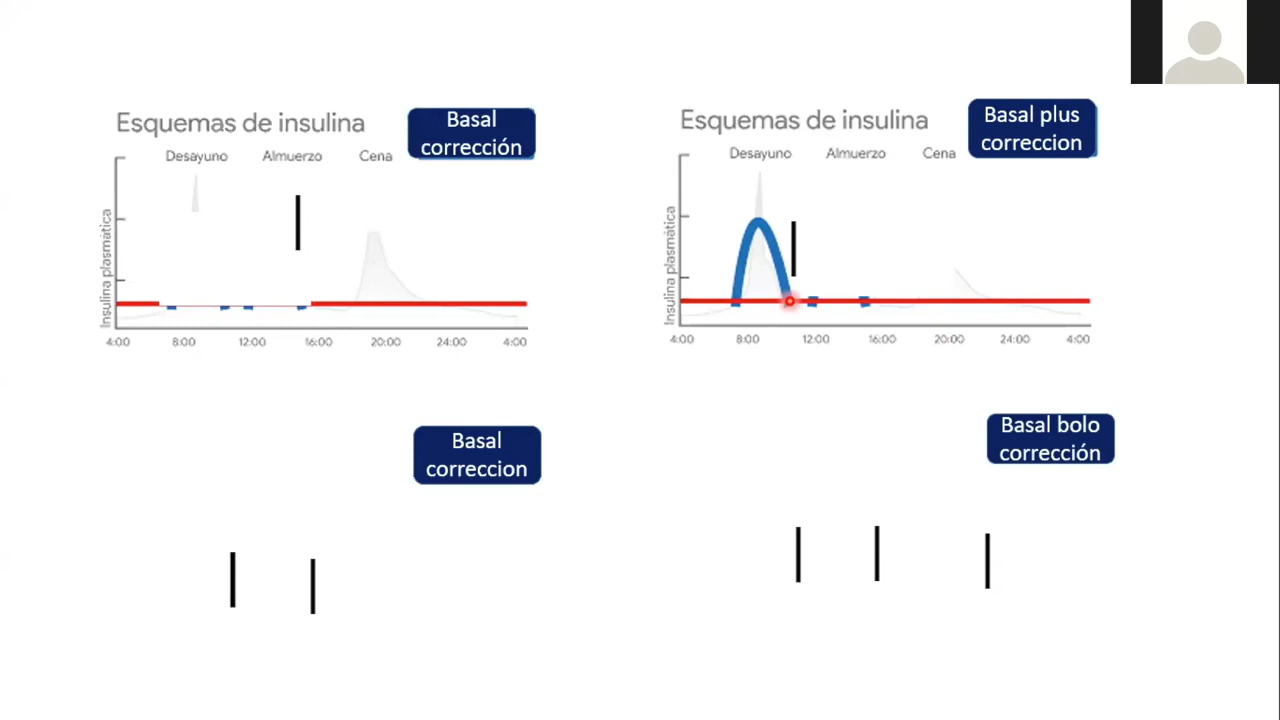 Esquemas de insulina
Basal
corrección
Desayuno Almuerzo Cena
Insulina plasmática
4:00 8:00 12:00 16:00 20:00 24:00 4:00
Esquemas de insulina
Basal plus
correccion
Desayuno Almuerzo Cena
Insulina plasmática
4:00 8:00 12:00 16:00 20:00 24:00 4:00
Basal
correccion
Basal bolo
corrección